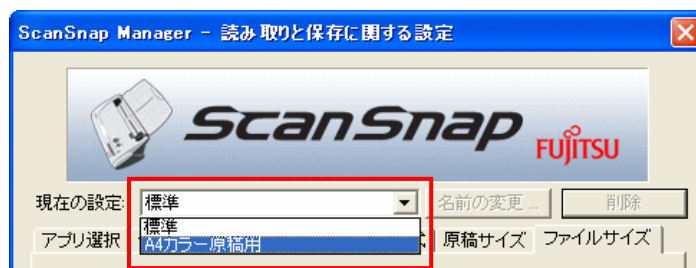 ScanSnap Manager - 読み取りと保存に関する設定
ScanSnap
FUJITSU
現在の設定: 標準 名前の変更... 削除
標準
A4カラー原稿用
アプリ選択 原稿サイズ ファイルサイズ